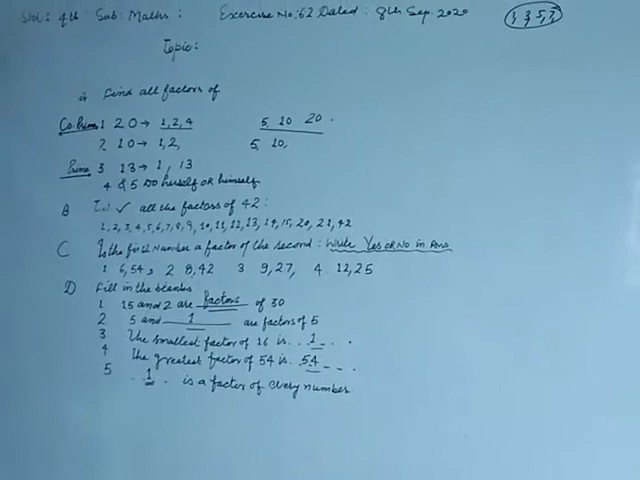 Std: 4th Sub: Maths: Exercise No: 62 Dated: 8th Sep. 2020
Topic:
Find all factors of
Co. Prime 1 20 → 1, 2, 4 5, 10 20
2 10 → 1, 2, 5, 10,
Prime 3 13 → 1, 13
4 & 5 Do herself OR himself
B ✓ all the factors of 42:
1, 2, 3, 4, 5, 6, 7, 8, 9, 10, 11, 12, 13, 14, 15, 20, 21, 42
C Is the first Number a factor of the second: Write Yes OR No in Ans
1 6, 54, 2 8, 42 3 9, 27, 4 12, 25
D Fill in the blanks
1 15 and 2 are factors of 30
2 5 and 1 are factors of 5
3 The smallest factor of 16 is .. 1 .
4 The greatest factor of 54 is. 54
5 . 1 . is a factor of every number